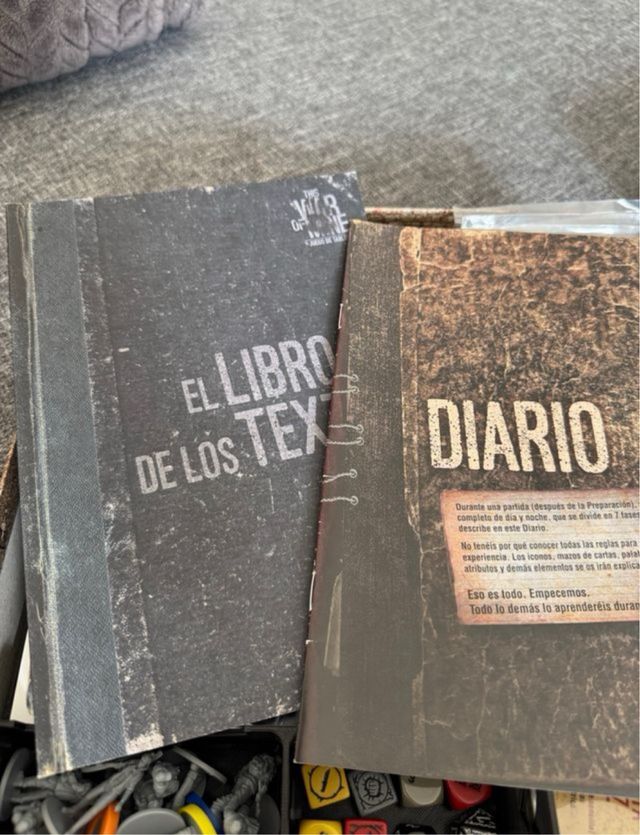 THIS
WAR
OF MINE
EL LIBRO
DE LOS
DIARIO
Durante una partida (después de la Preparación),
completo de día y noche, que se divide en 7 fases
describe en este Diario.
No tenéis por qué conocer todas las reglas para
experiencia. Los iconos, mazos de cartas,
atributos y demás elementos se os irán
Eso es todo. Empecemos.
Todo lo demás lo aprenderéis